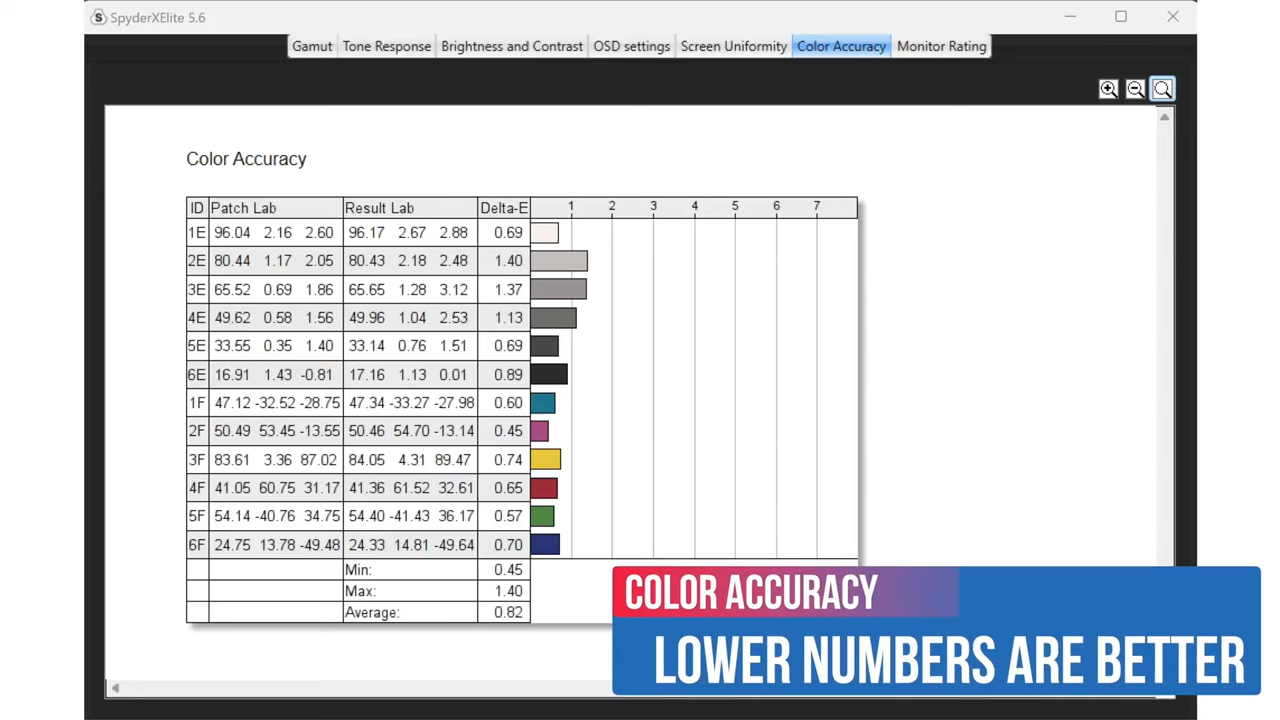 SpyderXElite 5.6
Gamut Tone Response Brightness and Contrast OSD settings Screen Uniformity Color Accuracy Monitor Rating
Color Accuracy
ID Patch Lab Result Lab Delta-E 1 2 3 4 5 6 7
1E 96.04 2.16 2.60 96.17 2.67 2.88 0.69
2E 80.44 1.17 2.05 80.43 2.18 2.48 1.40
3E 65.52 0.69 1.86 65.65 1.28 3.12 1.37
4E 49.62 0.58 1.56 49.96 1.04 2.53 1.13
5E 33.55 0.35 1.40 33.14 0.76 1.51 0.69
6E 16.91 1.43 -0.81 17.16 1.13 0.01 0.89
1F 47.12 -32.52 -28.75 47.34 -33.27 -27.98 0.60
2F 50.49 53.45 -13.55 50.46 54.70 -13.14 0.45
3F 83.61 3.36 87.02 84.05 4.31 89.47 0.74
4F 41.05 60.75 31.17 41.36 61.52 32.61 0.65
5F 54.14 -40.76 34.75 54.40 -41.43 36.17 0.57
6F 24.75 13.78 -49.48 24.33 14.81 -49.64 0.70
Min: 0.45
Max: 1.40
Average: 0.82
COLOR ACCURACY
LOWER NUMBERS ARE BETTER